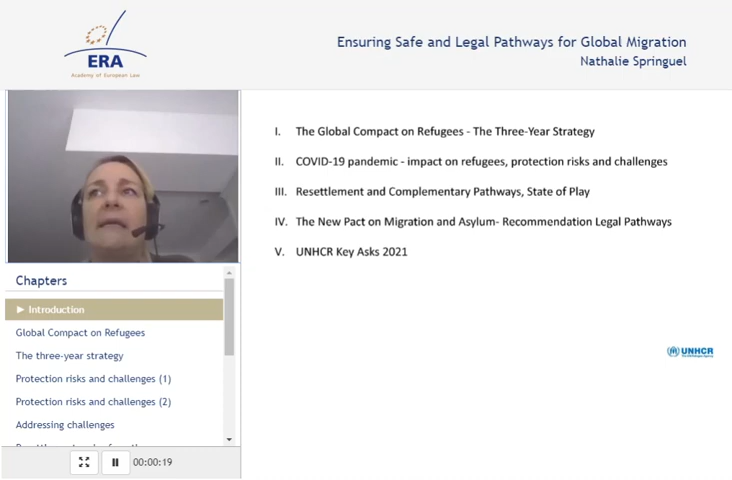 ERA
Academy of European Law
Ensuring Safe and Legal Pathways for Global Migration
Nathalie Springuel
I. The Global Compact on Refugees - The Three-Year Strategy
II. COVID-19 pandemic - impact on refugees, protection risks and challenges
III. Resettlement and Complementary Pathways, State of Play
IV. The New Pact on Migration and Asylum- Recommendation Legal Pathways
V. UNHCR Key Asks 2021
UNHCR
Chapters
► Introduction
Global Compact on Refugees
The three-year strategy
Protection risks and challenges (1)
Protection risks and challenges (2)
Addressing challenges
00:00:19